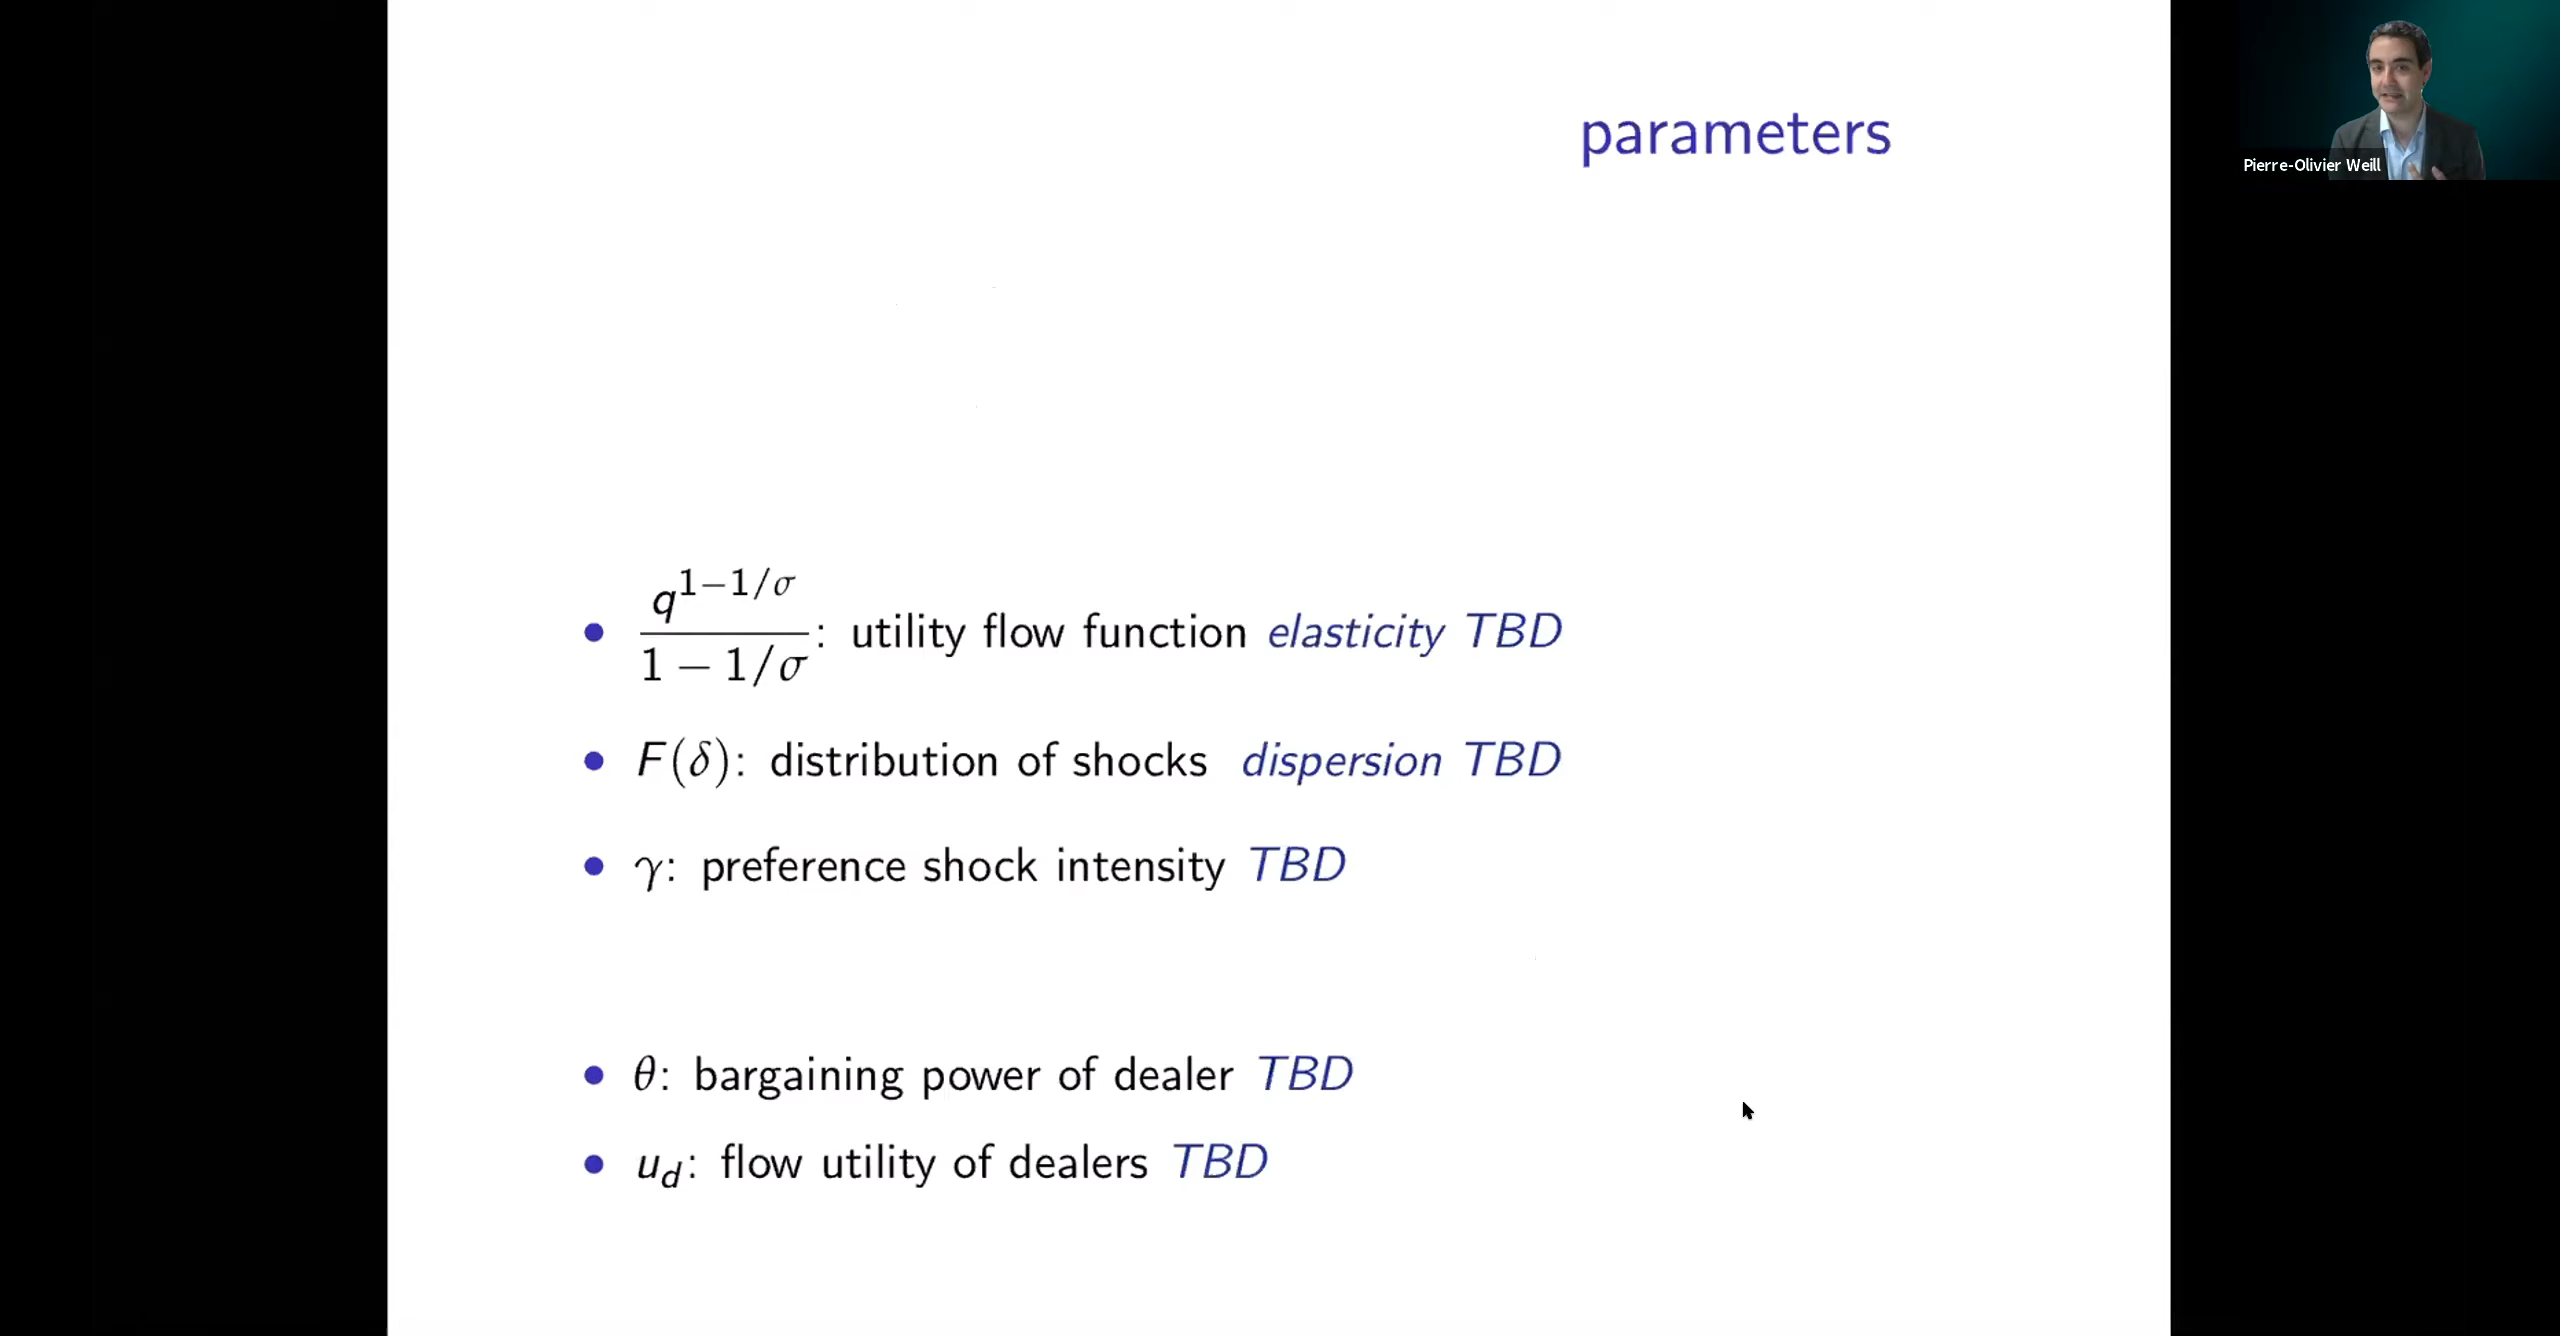 parameters
Pierre-Olivier Weill
• q^{1−1/σ} / (1 − 1/σ): utility flow function elasticity TBD
• F(δ): distribution of shocks dispersion TBD
• γ: preference shock intensity TBD
• θ: bargaining power of dealer TBD
• u_d: flow utility of dealers TBD